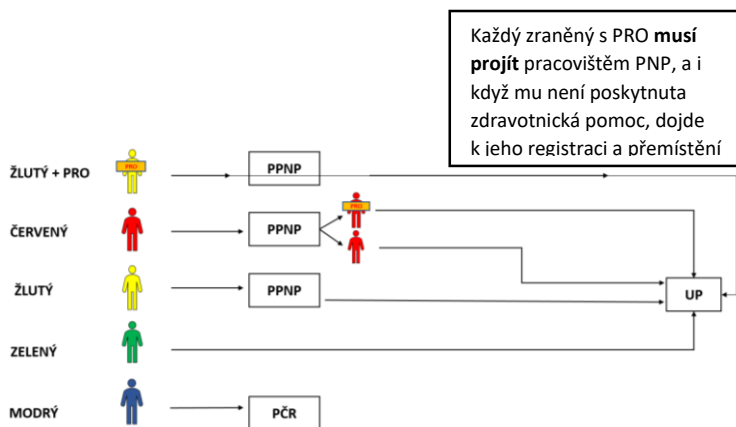 Každý zraněný s PRO musí
projít pracovištěm PNP, a i
když mu není poskytnuta
zdravotnická pomoc, dojde
k jeho registraci a přemístění
ŽLUTÝ + PRO
PRO
PPNP
ČERVENÝ
PPNP
PRO
ŽLUTÝ
PPNP
UP
ZELENÝ
MODRÝ
PČR